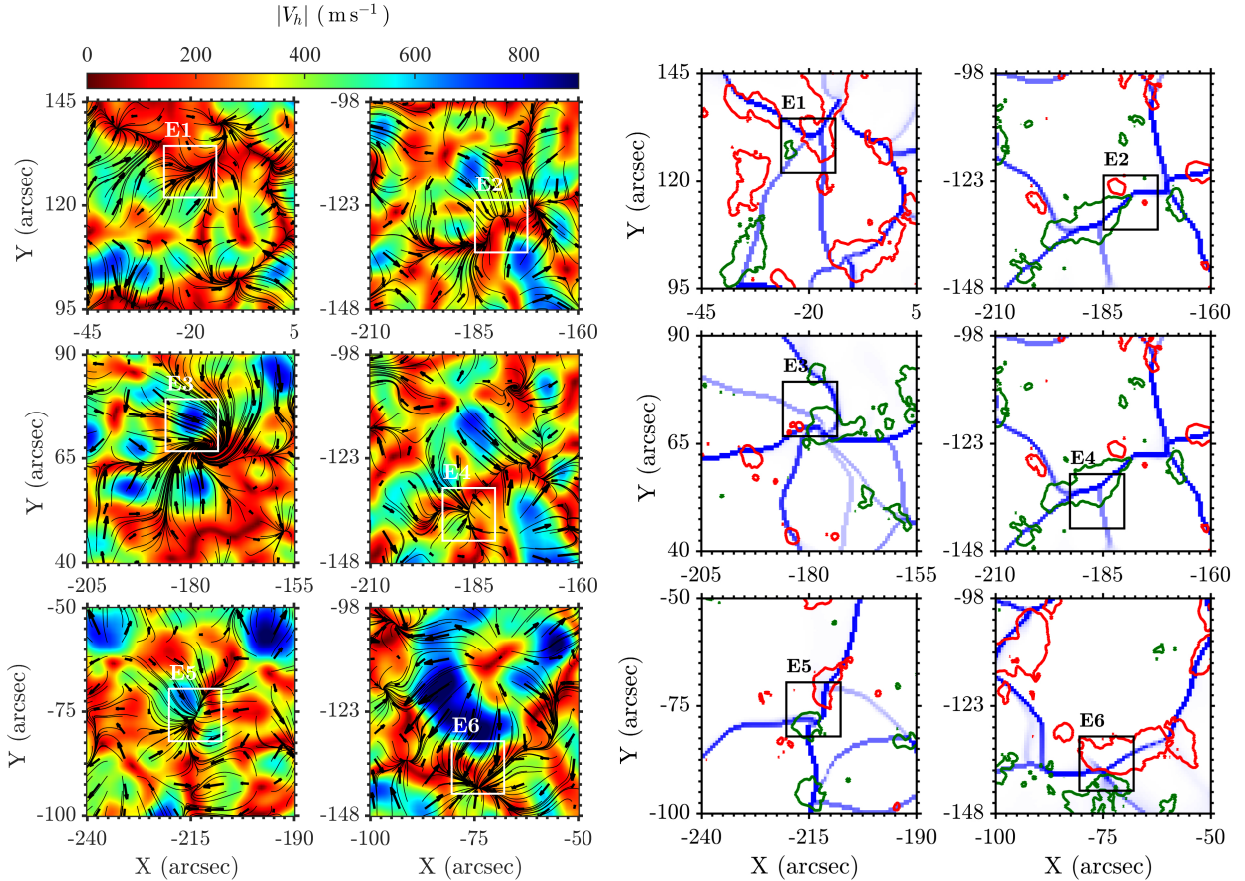 |V_h| ( m s⁻¹)
0 200 400 600 800
145
120
95
Y (arcsec)
E1
-45 -20 5
-98
-123
-148
E2
-210 -185 -160
90
65
40
Y (arcsec)
E3
-205 -180 -155
-98
-123
-148
E4
-210 -185 -160
-50
-75
-100
Y (arcsec)
E5
-240 -215 -190
X (arcsec)
-98
-123
-148
E6
-100 -75 -50
X (arcsec)
145
120
95
Y (arcsec)
E1
-45 -20 5
-98
-123
-148
E2
-210 -185 -160
90
65
40
Y (arcsec)
E3
-205 -180 -155
-98
-123
-148
E4
-210 -185 -160
-50
-75
-100
Y (arcsec)
E5
-240 -215 -190
X (arcsec)
-98
-123
-148
E6
-100 -75 -50
X (arcsec)